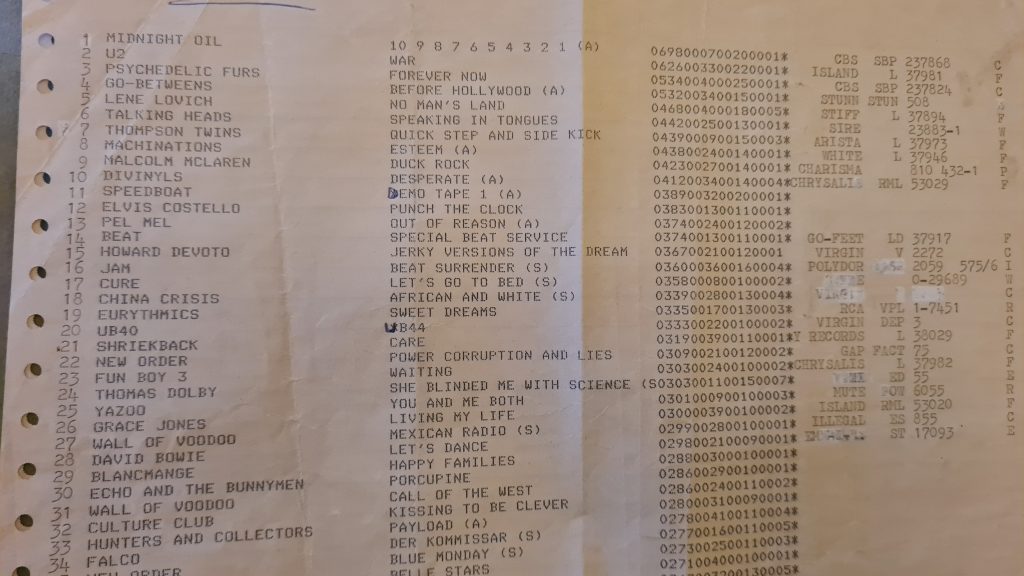 1 MIDNIGHT OIL 10 9 8 7 6 5 4 3 2 1 (A) 0698000700200001* CBS SBP 237868 C
2 U2 WAR 0626003300220001* ISLAND L 37981 F
3 PSYCHEDELIC FURS FOREVER NOW 0534004000250001* CBS SBP 237824 C
4 GO-BETWEENS BEFORE HOLLYWOOD (A) 0532003400150001* STUNN STUN 508
5 LENE LOVICH NO MAN'S LAND 0468004000180005* STIFF L 37894 F
6 TALKING HEADS SPEAKING IN TONGUES 0442002500130001* SIRE 23883-1 W
7 THOMPSON TWINS QUICK STEP AND SIDE KICK 0439000900150003* ARISTA L 37973 F
8 MACHINATIONS ESTEEM (A) 0438002400140001* WHITE L 37946 F
9 MALCOLM MCLAREN DUCK ROCK 0423002700140001* CHARISMA 810 432-1 P
10 DIVINYLS DESPERATE (A) 0412003400140004* CHRYSALIS RML 53029 F
11 SPEEDBOAT DEMO TAPE 1 (A) 0389003200200001*
12 ELVIS COSTELLO PUNCH THE CLOCK 0383001300110001*
13 PEL MEL OUT OF REASON (A) 0374002400120002*
14 BEAT SPECIAL BEAT SERVICE 0374001300110001* GO-FEET LD 37917 F
15 HOWARD DEVOTO JERKY VERSIONS OF THE DREAM 0367002100120001 VIRGIN V 2272 C
16 JAM BEAT SURRENDER (S) 0360003600160004* POLYDOR 2059 575/6 I
17 CURE LET'S GO TO BED (S) 0358000800100002* 0-29689 W
18 CHINA CRISIS AFRICAN AND WHITE (S) 0339002800130004* C
19 EURYTHMICS SWEET DREAMS 0335001700130003* RCA VPL 1-7451 R
20 UB40 UB44 0333002200100002* VIRGIN DEP 3 C
21 SHRIEKBACK CARE 0319003900110001* Y RECORDS L 38029 F
22 NEW ORDER POWER CORRUPTION AND LIES 0309002100120002* GAP FACT 75 C
23 FUN BOY 3 WAITING 0303002400100002* CHRYSALIS L 37982 F
24 THOMAS DOLBY SHE BLINDED ME WITH SCIENCE (S 0303001100150007* ED 55 E
25 YAZOO YOU AND ME BOTH 0301000900100003* MUTE POW 6055 R
26 GRACE JONES LIVING MY LIFE 0300003900100002* ISLAND RML 53020 F
27 WALL OF VOODOO MEXICAN RADIO (S) 0299002800100001* ILLEGAL ES 855 C
28 DAVID BOWIE LET'S DANCE 0298002100090001* ST 17093 E
29 BLANCMANGE HAPPY FAMILIES 0288003000100001*
30 ECHO AND THE BUNNYMEN PORCUPINE 0286002900100001*
31 WALL OF VOODOO CALL OF THE WEST 0286002400110002*
32 CULTURE CLUB KISSING TO BE CLEVER 0280003100090001*
33 HUNTERS AND COLLECTORS PAYLOAD (A) 0278004100110004*
34 FALCO DER KOMMISSAR (S) 0277001600110005*
NEW ORDER BLUE MONDAY (S) 0273002500110003*
BELLE STARS 0271004000100001*